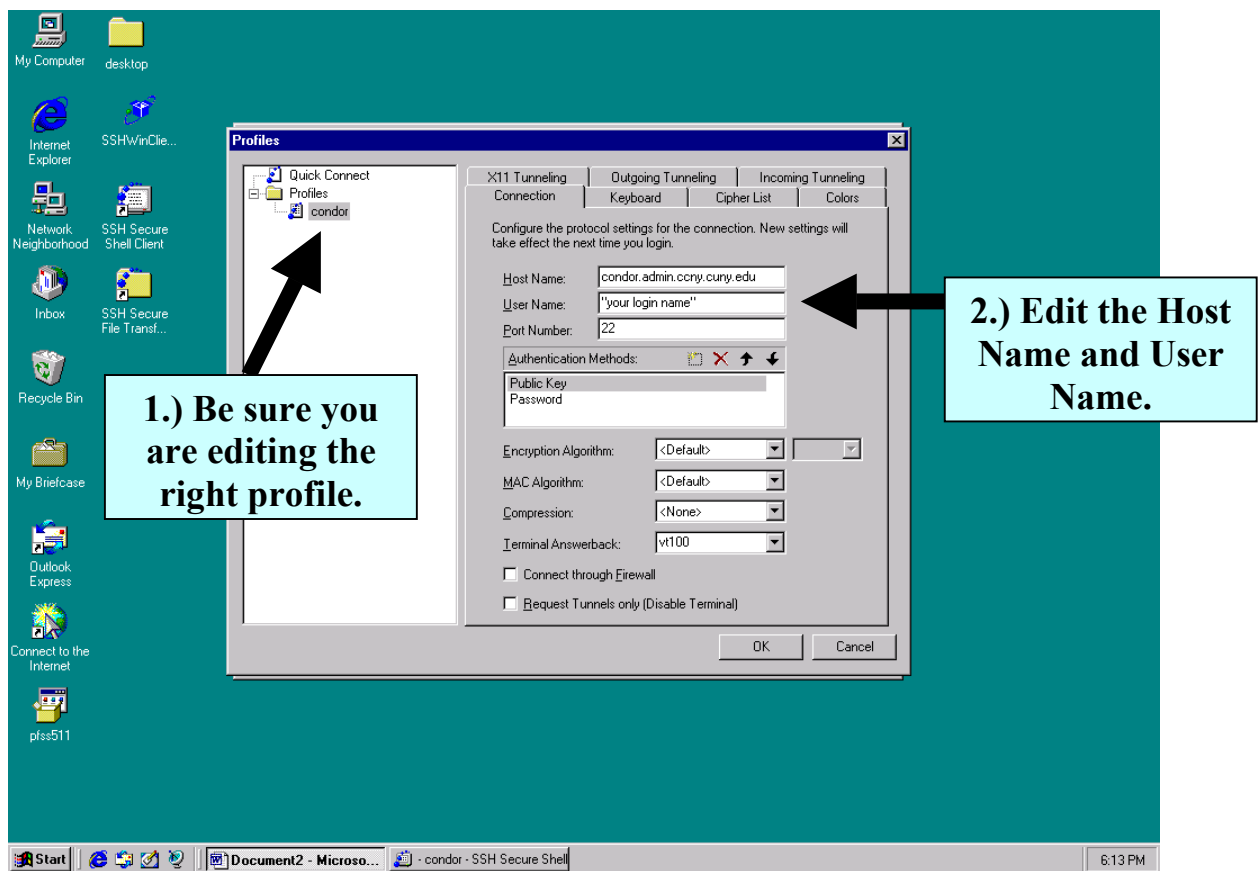 My Computer
desktop
Internet
Explorer
SSHWinClie...
Network
Neighborhood
SSH Secure
Shell Client
Inbox
SSH Secure
File Transf...
Recycle Bin
My Briefcase
Outlook
Express
Connect to the
Internet
pfss511
Profiles
Quick Connect
Profiles
condor
X11 Tunneling
Outgoing Tunneling
Incoming Tunneling
Connection
Keyboard
Cipher List
Colors
Configure the protocol settings for the connection. New settings will
take effect the next time you login.
Host Name:
condor.admin.ccny.cuny.edu
User Name:
"your login name"
Port Number:
22
Authentication Methods:
Public Key
Password
Encryption Algorithm:
<Default>
MAC Algorithm:
<Default>
Compression:
<None>
Terminal Answerback:
vt100
Connect through Firewall
Request Tunnels only (Disable Terminal)
OK
Cancel
1.) Be sure you
are editing the
right profile.
2.) Edit the Host
Name and User
Name.
Start
Document2 - Microso...
- condor - SSH Secure Shell
6:13 PM